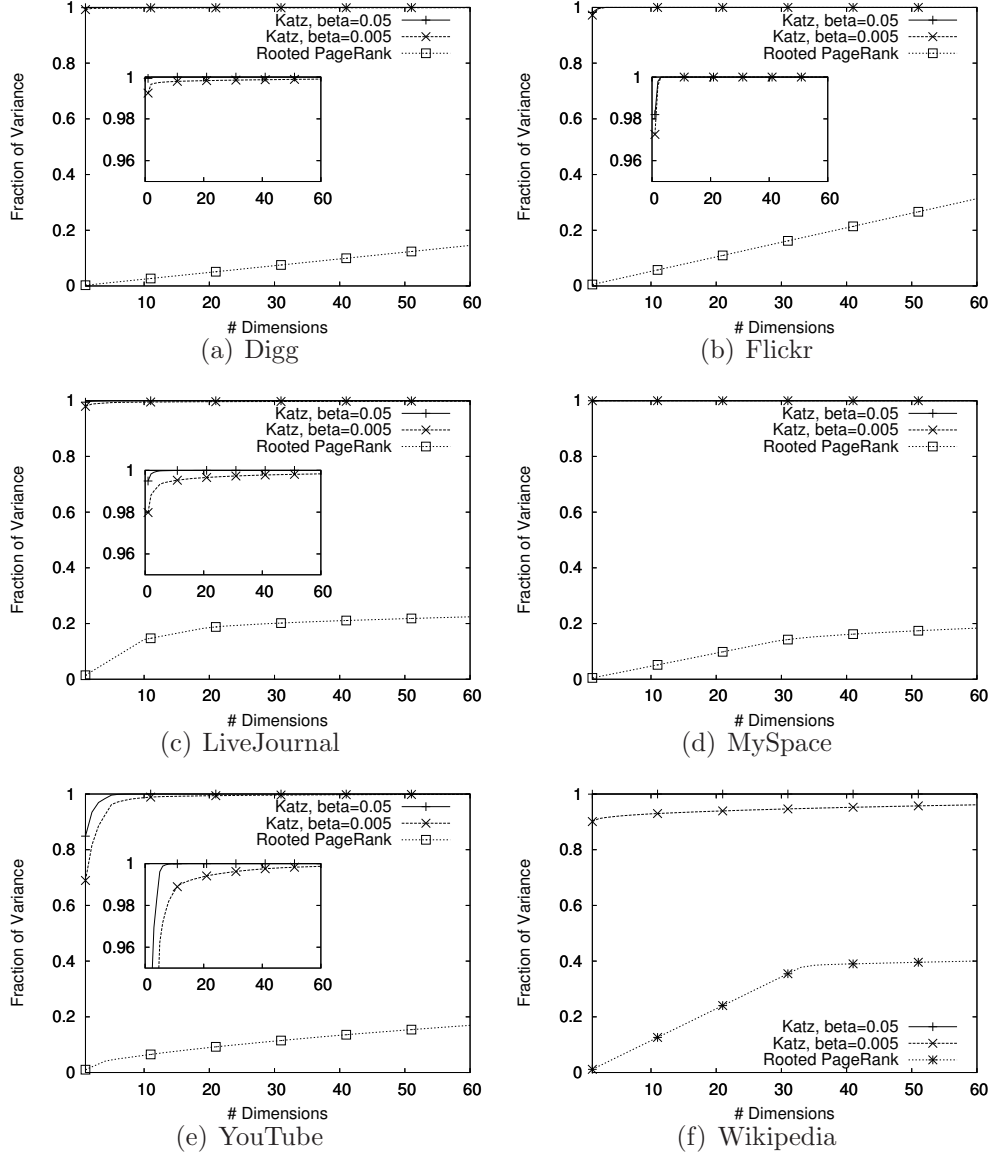 Fraction of Variance
1
0.8
0.6
0.4
0.2
0
Katz, beta=0.05
Katz, beta=0.005
Rooted PageRank
1
0.98
0.96
0 20 40 60
10 20 30 40 50 60
# Dimensions
(a) Digg
Fraction of Variance
1
0.8
0.6
0.4
0.2
0
Katz, beta=0.05
Katz, beta=0.005
Rooted PageRank
1
0.98
0.96
0 20 40 60
10 20 30 40 50 60
# Dimensions
(b) Flickr
Fraction of Variance
1
0.8
0.6
0.4
0.2
0
Katz, beta=0.05
Katz, beta=0.005
Rooted PageRank
1
0.98
0.96
0 20 40 60
10 20 30 40 50 60
# Dimensions
(c) LiveJournal
Fraction of Variance
1
0.8
0.6
0.4
0.2
0
Katz, beta=0.05
Katz, beta=0.005
Rooted PageRank
10 20 30 40 50 60
# Dimensions
(d) MySpace
Fraction of Variance
1
0.8
0.6
0.4
0.2
0
Katz, beta=0.05
Katz, beta=0.005
Rooted PageRank
1
0.98
0.96
0 20 40 60
10 20 30 40 50 60
# Dimensions
(e) YouTube
Fraction of Variance
1
0.8
0.6
0.4
0.2
0
Katz, beta=0.05
Katz, beta=0.005
Rooted PageRank
10 20 30 40 50 60
# Dimensions
(f) Wikipedia